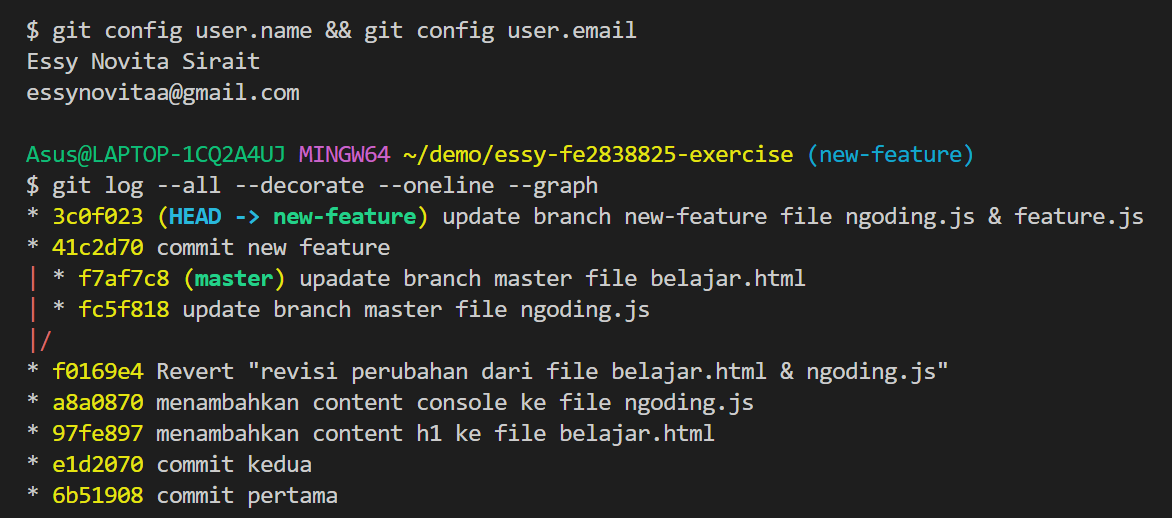 $ git config user.name && git config user.email
Essy Novita Sirait
essynovitaa@gmail.com
Asus@LAPTOP-1CQ2A4UJ MINGW64 ~/demo/essy-fe2838825-exercise (new-feature)
$ git log --all --decorate --oneline --graph
* 3c0f023 (HEAD -> new-feature) update branch new-feature file ngoding.js & feature.js
* 41c2d70 commit new feature
| * f7af7c8 (master) upadate branch master file belajar.html
| * fc5f818 update branch master file ngoding.js
|/
* f0169e4 Revert "revisi perubahan dari file belajar.html & ngoding.js"
* a8a0870 menambahkan content console ke file ngoding.js
* 97fe897 menambahkan content h1 ke file belajar.html
* e1d2070 commit kedua
* 6b51908 commit pertama